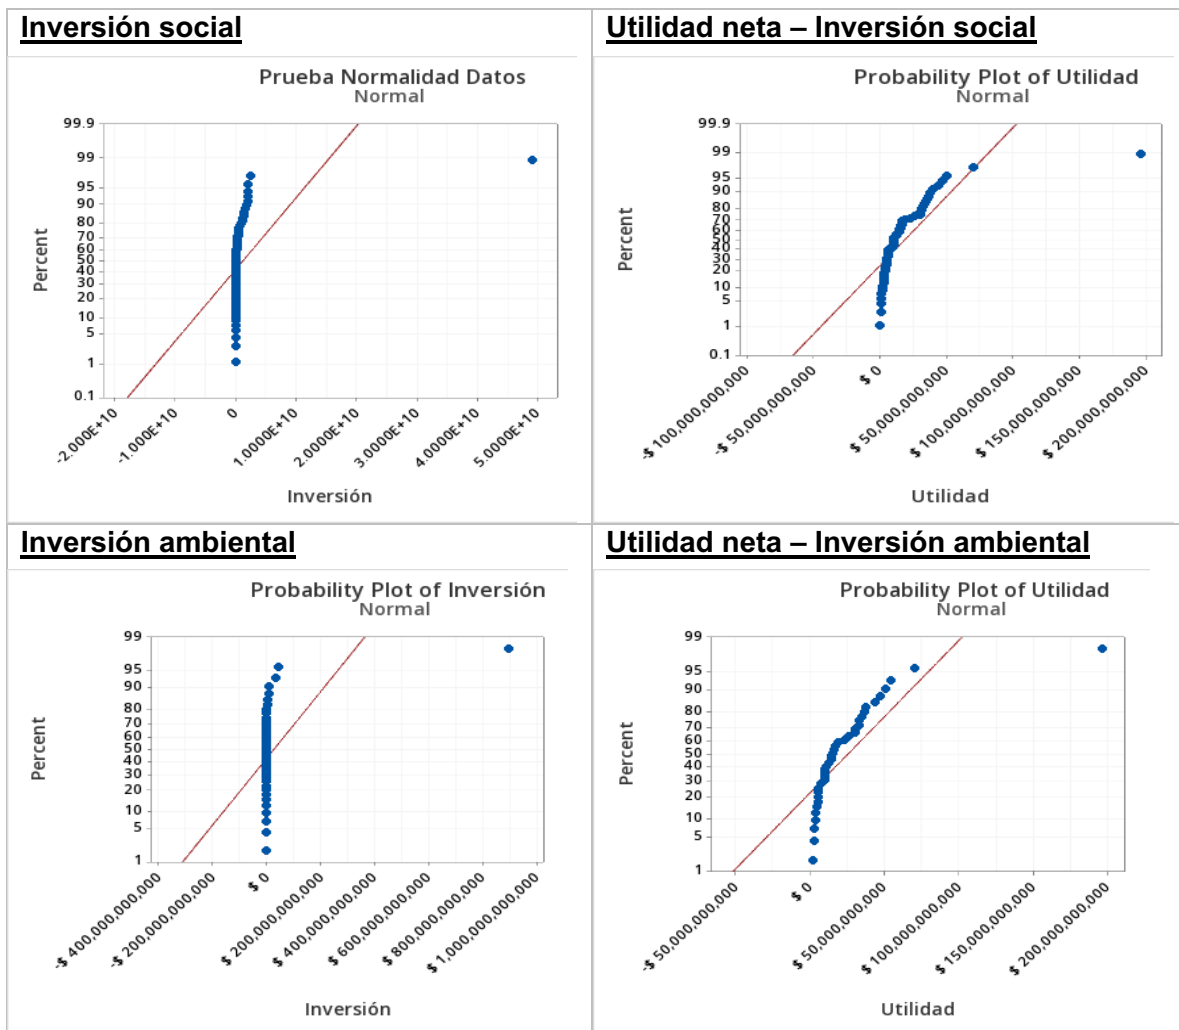 Inversión social
Prueba Normalidad Datos
Normal
Percent
99.9
99
95
90
80
70
60
50
40
30
20
10
5
1
0.1
-2.000E+10
-1.000E+10
0
1.0000E+10
2.0000E+10
3.0000E+10
4.0000E+10
5.0000E+10
Inversión
Utilidad neta – Inversión social
Probability Plot of Utilidad
Normal
Percent
99.9
99
95
90
80
70
60
50
40
30
20
10
5
1
0.1
-$ 100,000,000,000
-$ 50,000,000,000
$ 0
$ 50,000,000,000
$ 100,000,000,000
$ 150,000,000,000
$ 200,000,000,000
Utilidad
Inversión ambiental
Probability Plot of Inversión
Normal
Percent
99
95
90
80
70
60
50
40
30
20
10
5
1
-$ 400,000,000,000
-$ 200,000,000,000
$ 0
$ 200,000,000,000
$ 400,000,000,000
$ 600,000,000,000
$ 800,000,000,000
$ 1,000,000,000,000
Inversión
Utilidad neta – Inversión ambiental
Probability Plot of Utilidad
Normal
Percent
99
95
90
80
70
60
50
40
30
20
10
5
1
-$ 50,000,000,000
$ 0
$ 50,000,000,000
$ 100,000,000,000
$ 150,000,000,000
$ 200,000,000,000
Utilidad